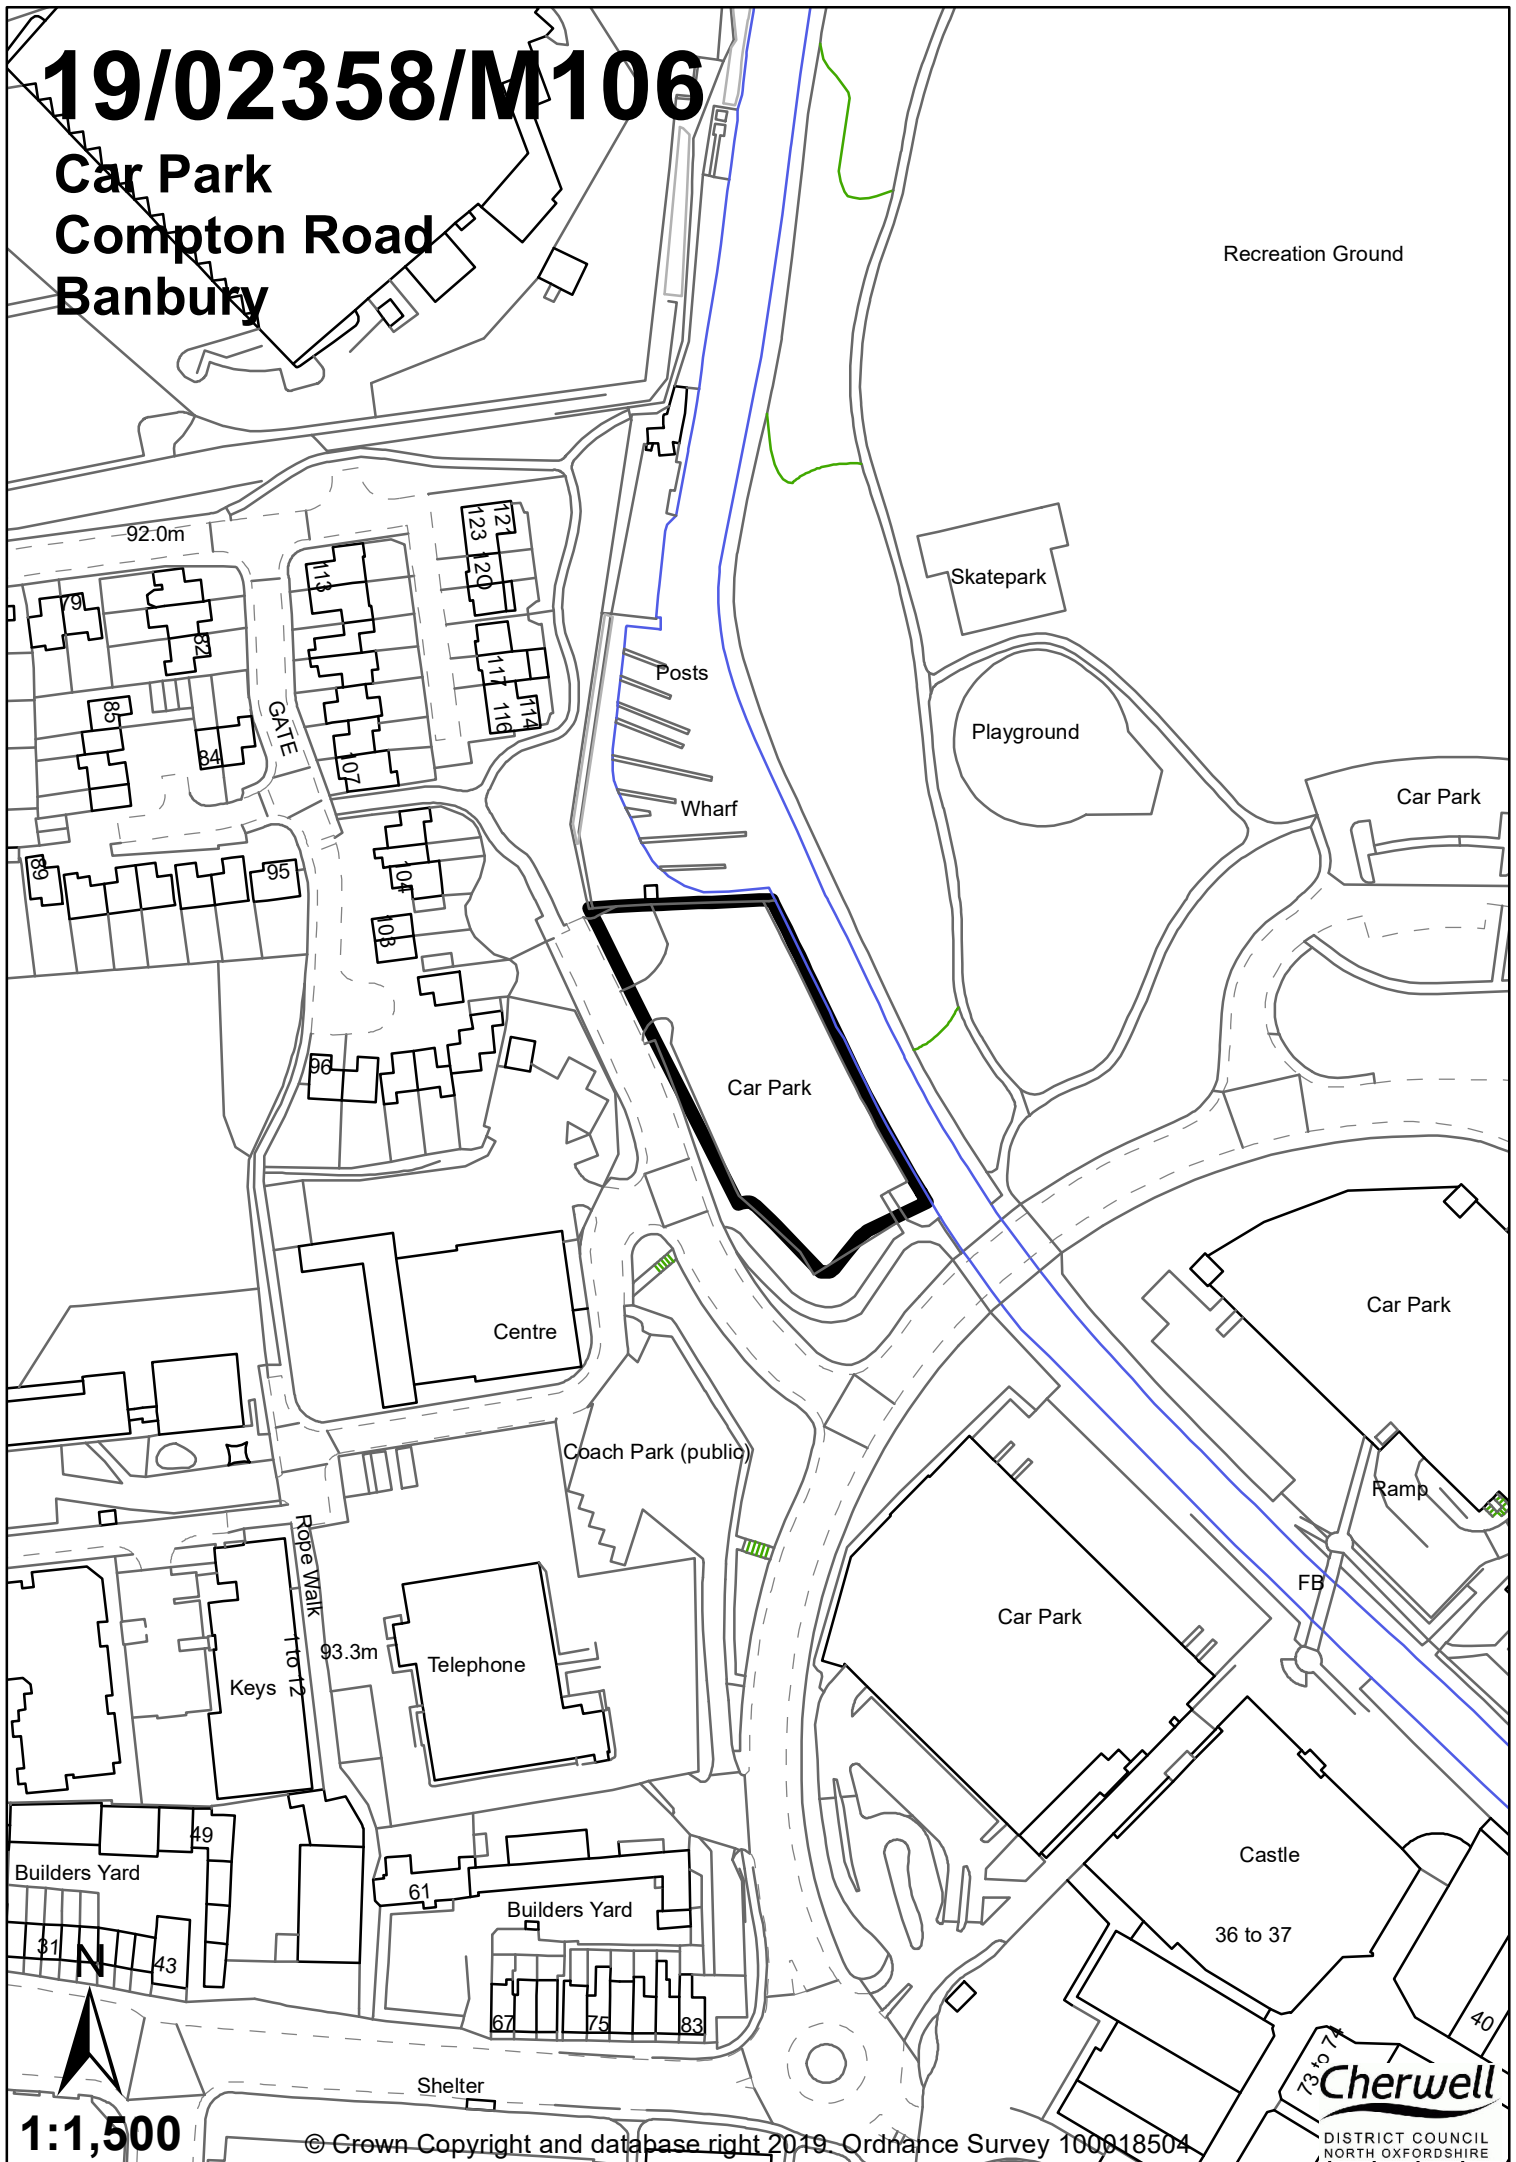 19/02358/M106
Car Park
Compton Road
Banbury
Recreation Ground
92.0m
123
121
120
113
Skatepark
79
82
117
116
114
Posts
85
GATE
84
107
Playground
Wharf
Car Park
89
95
104
103
96
Car Park
Centre
Car Park
Coach Park (public)
Ramp
Rope Walk
FB
Car Park
1 to 12
93.3m
Telephone
Keys
49
Builders Yard
61
Builders Yard
Castle
36 to 37
31
43
N
67
75
83
40
73 to 74
Shelter
Cherwell
DISTRICT COUNCIL
NORTH OXFORDSHIRE
1:1,500
© Crown Copyright and database right 2019. Ordnance Survey 100018504